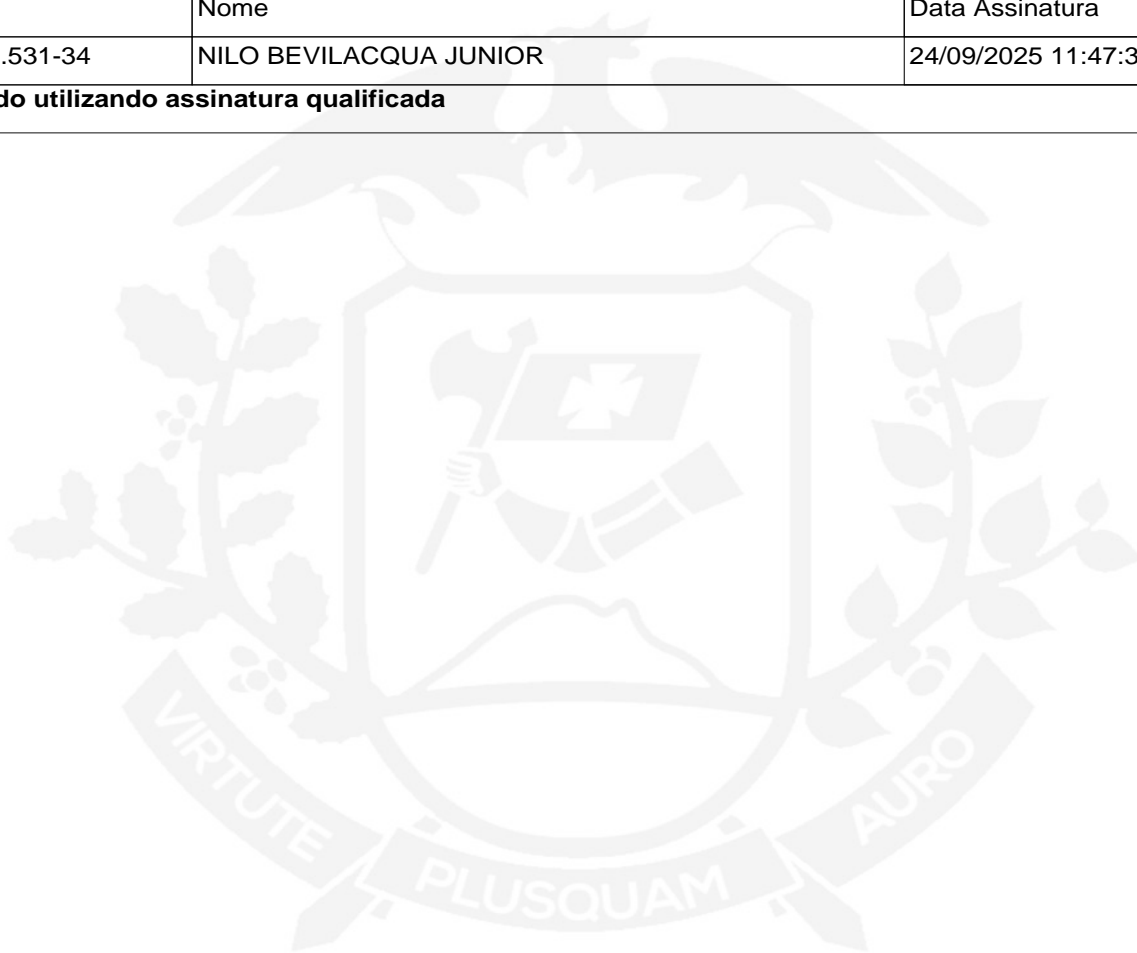 Nome Data Assinatura
.531-34 NILO BEVILACQUA JUNIOR 24/09/2025 11:47:3
do utilizando assinatura qualificada
VIRTUTE PLUSQUAM AURO